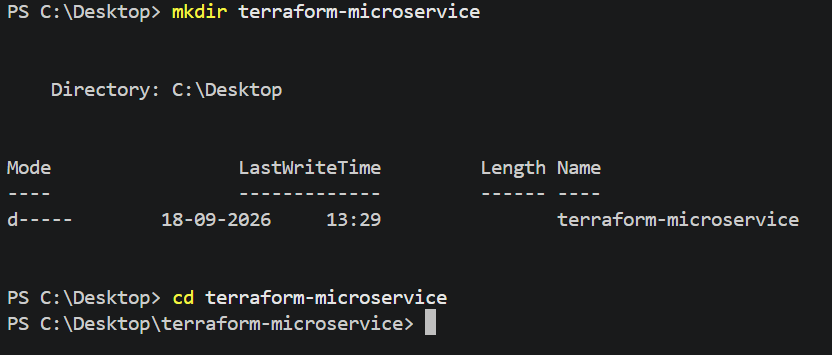 PS C:\Desktop> mkdir terraform-microservice
Directory: C:\Desktop
Mode                 LastWriteTime         Length Name
----                 -------------         ------ ----
d-----        18-09-2026     13:29                terraform-microservice
PS C:\Desktop> cd terraform-microservice
PS C:\Desktop\terraform-microservice>